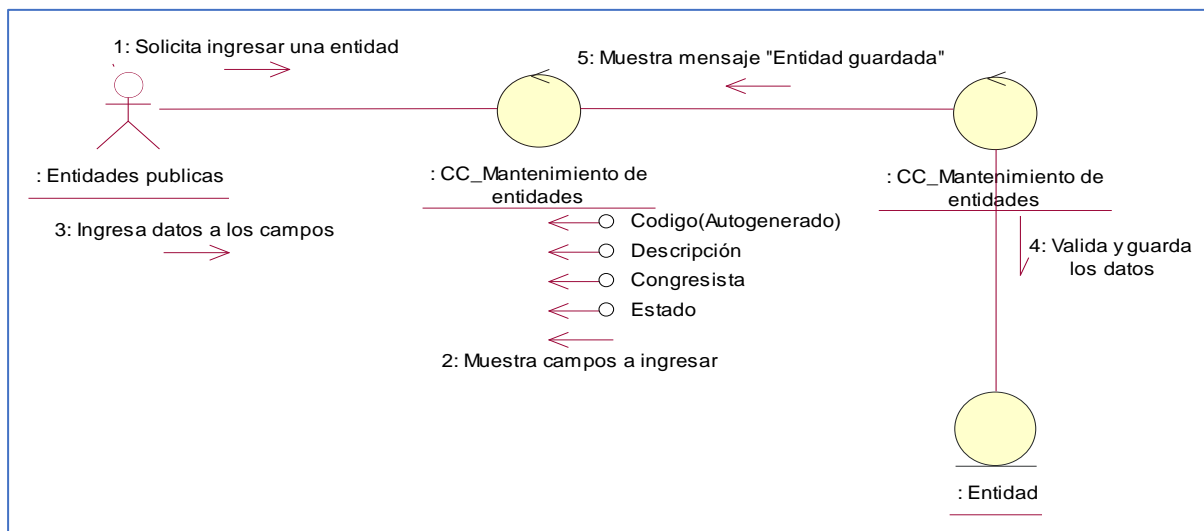 1: Solicita ingresar una entidad
5: Muestra mensaje "Entidad guardada"
: Entidades publicas
: CC_Mantenimiento de
entidades
: CC_Mantenimiento de
entidades
3: Ingresa datos a los campos
Codigo(Autogenerado)
Descripción
Congresista
Estado
4: Valida y guarda
los datos
2: Muestra campos a ingresar
: Entidad